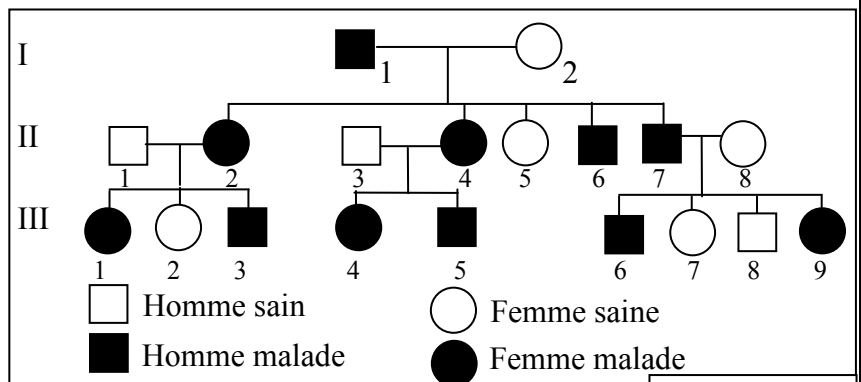 I
1 2
II
1 2 3 4 5 6 7 8
III
1 2 3 4 5 6 7 8 9
Homme sain
Femme saine
Homme malade
Femme malade